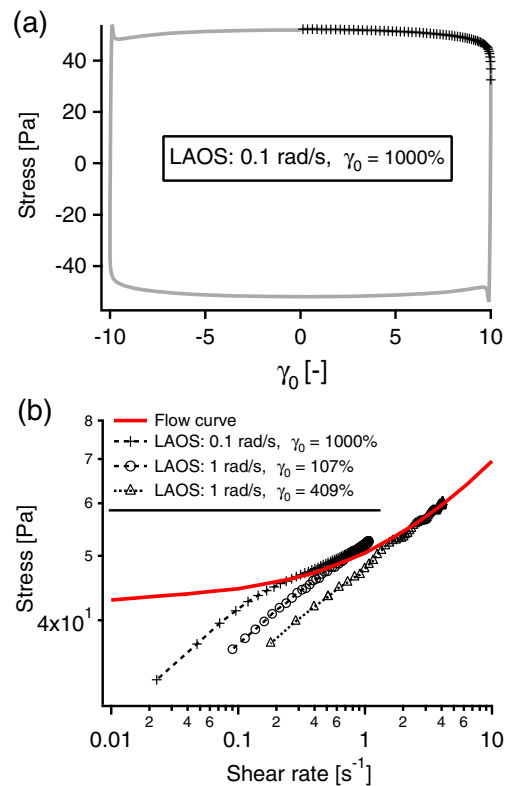 (a)
Stress [Pa]
40
20
0
-20
-40
LAOS: 0.1 rad/s, γ₀ = 1000%
-10
-5
0
5
10
γ₀ [-]
(b)
Stress [Pa]
8
7
6
5
4x10¹
Flow curve
LAOS: 0.1 rad/s, γ₀ = 1000%
LAOS: 1 rad/s, γ₀ = 107%
LAOS: 1 rad/s, γ₀ = 409%
0.01 2 4 6 0.1 2 4 6 1 2 4 6 10
Shear rate [s⁻¹]